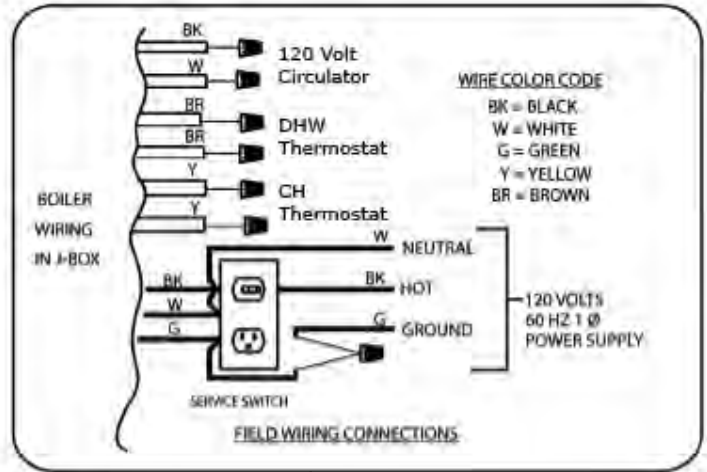 BK
120 Volt
Circulator
W
BR
DHW
Thermostat
BR
Y
CH
Thermostat
Y
WIRE COLOR CODE
BK = BLACK
W = WHITE
G = GREEN
Y = YELLOW
BR = BROWN
BOILER
WIRING
IN J-BOX
W
NEUTRAL
BK
BK
HOT
W
G
G
GROUND
120 VOLTS
60 HZ 1 Ø
POWER SUPPLY
SERVICE SWITCH
FIELD WIRING CONNECTIONS